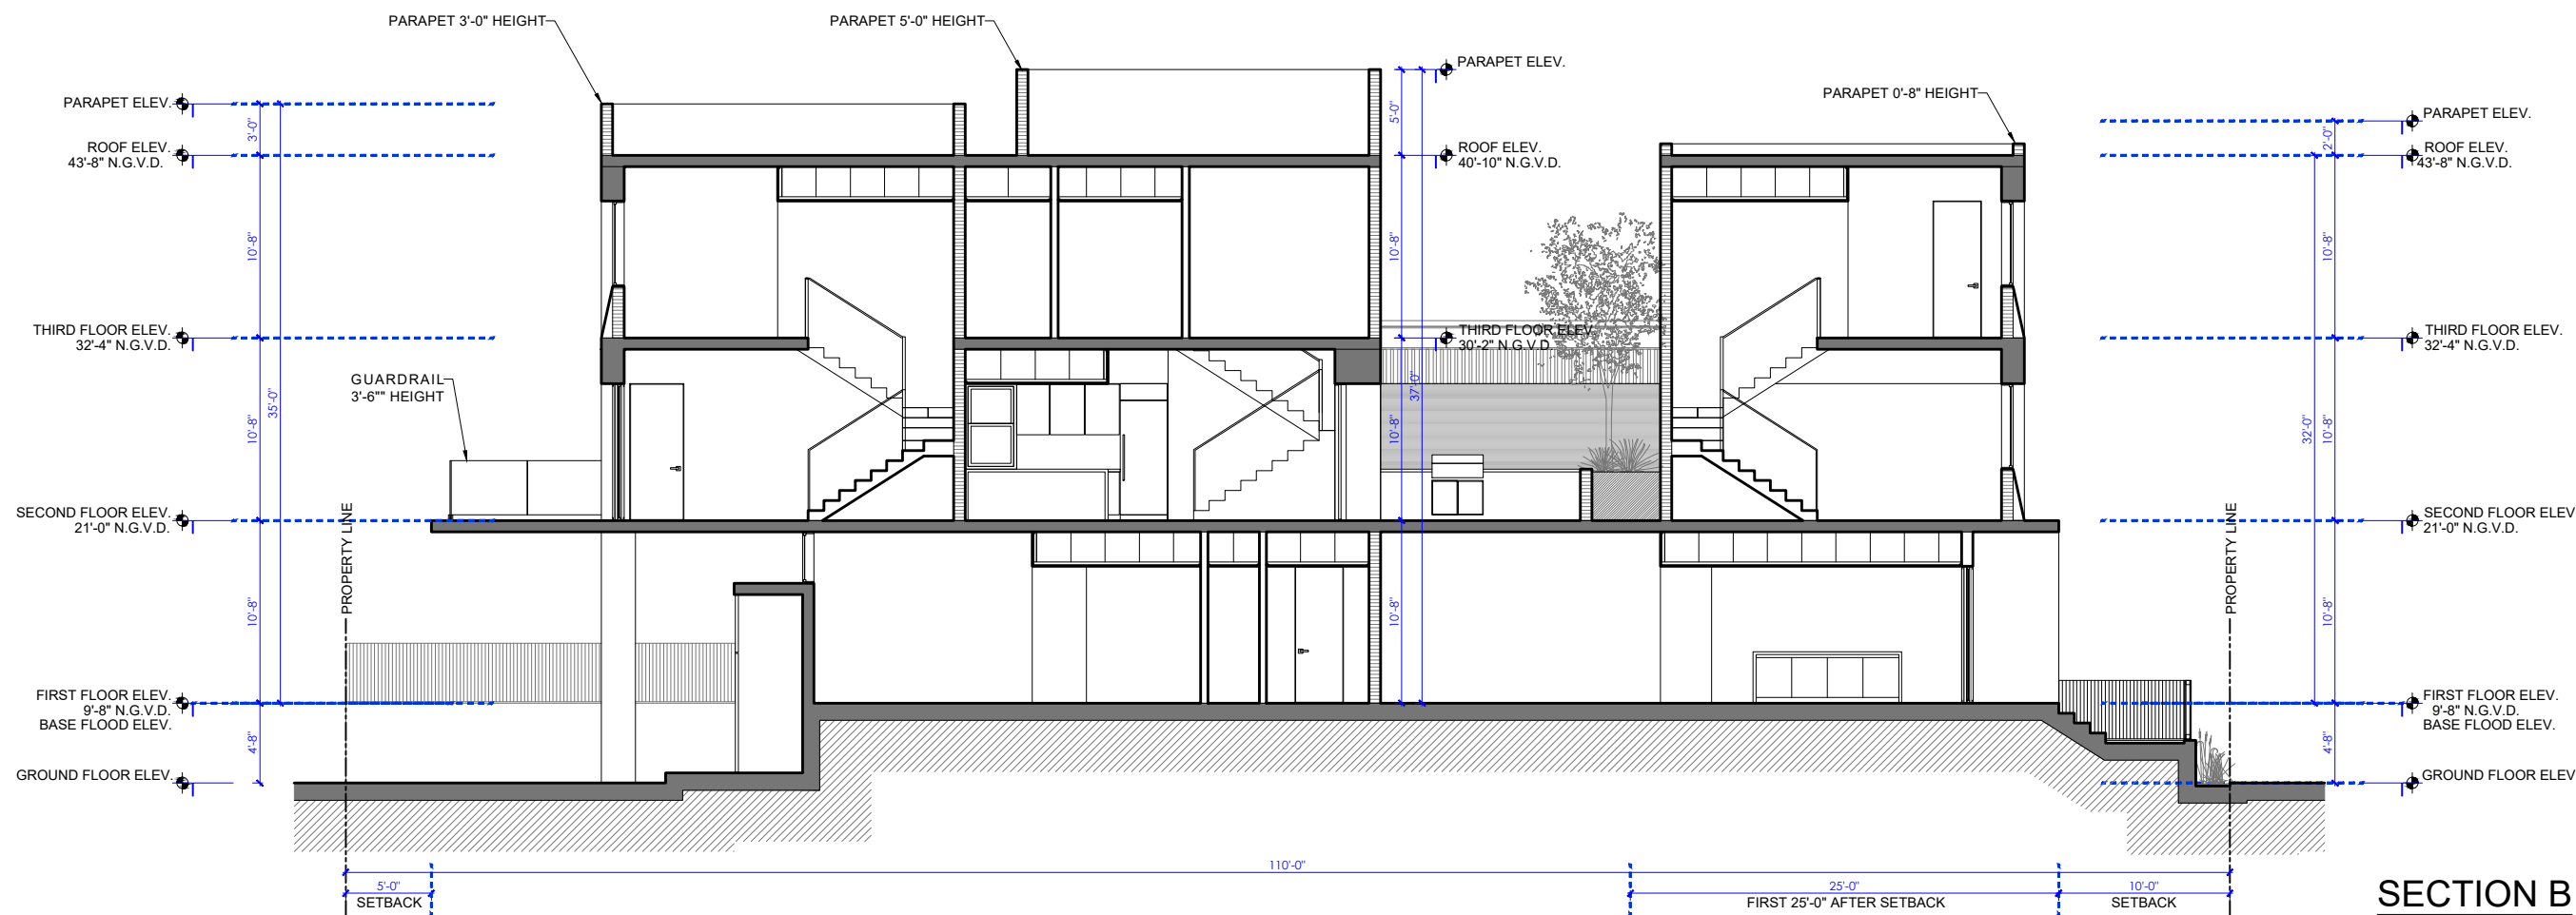 PARAPET 3'-0" HEIGHT
PARAPET 5'-0" HEIGHT
PARAPET 0'-8" HEIGHT
PARAPET ELEV.
ROOF ELEV.
43'-8" N.G.V.D.
THIRD FLOOR ELEV.
32'-4" N.G.V.D.
GUARDRAIL
3'-6"" HEIGHT
SECOND FLOOR ELEV.
21'-0" N.G.V.D.
FIRST FLOOR ELEV.
9'-8" N.G.V.D.
BASE FLOOD ELEV.
GROUND FLOOR ELEV.
3'-0"
10'-8"
10'-8"
10'-8"
4'-8"
35'-0"
PROPERTY LINE
PARAPET ELEV.
ROOF ELEV.
40'-10" N.G.V.D.
THIRD FLOOR ELEV.
30'-2" N.G.V.D.
5'-0"
10'-8"
10'-8"
10'-8"
37'-0"
PARAPET ELEV.
ROOF ELEV.
43'-8" N.G.V.D.
THIRD FLOOR ELEV.
32'-4" N.G.V.D.
SECOND FLOOR ELEV
21'-0" N.G.V.D.
FIRST FLOOR ELEV.
9'-8" N.G.V.D.
BASE FLOOD ELEV.
GROUND FLOOR ELEV
2'-0"
10'-8"
10'-8"
10'-8"
4'-8"
32'-0"
PROPERTY LINE
110'-0"
5'-0"
SETBACK
25'-0"
FIRST 25'-0" AFTER SETBACK
10'-0"
SETBACK
SECTION B